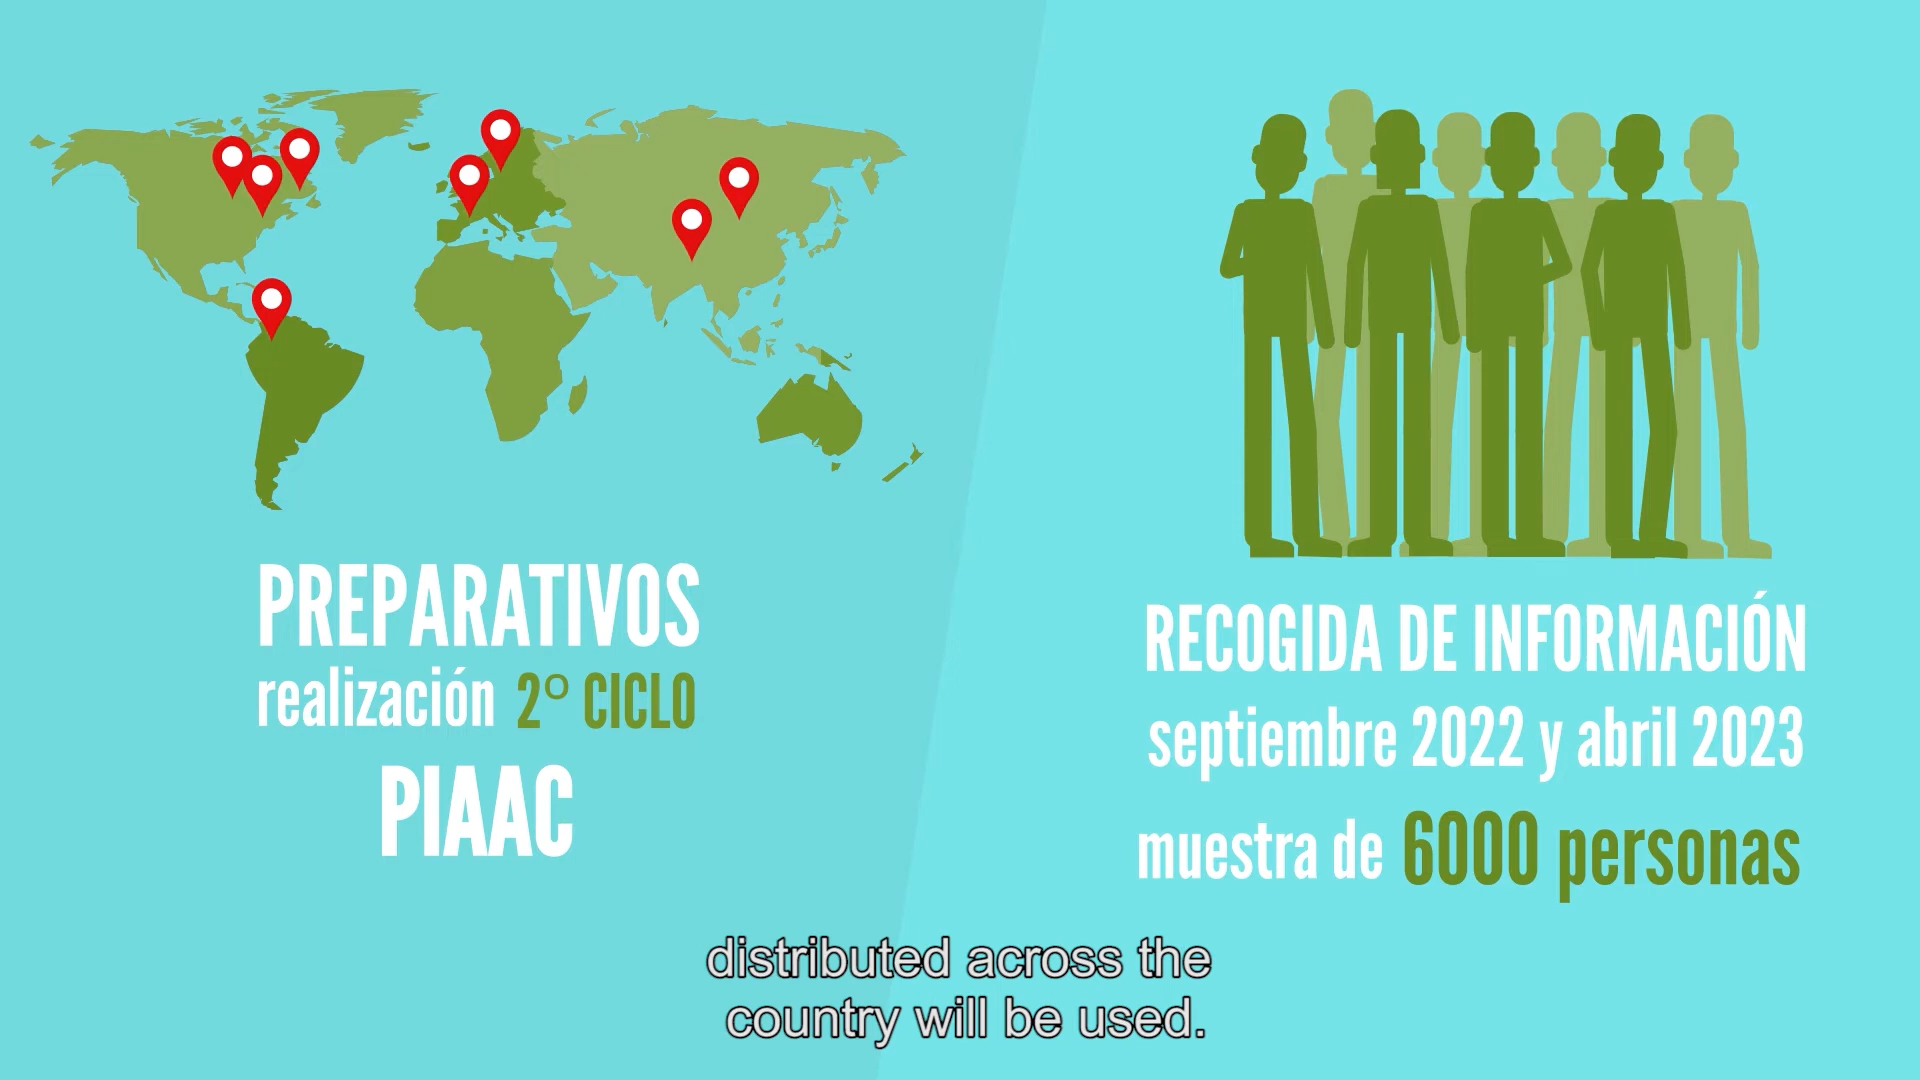 PREPARATIVOS
realización 2º CICLO
PIAAC
RECOGIDA DE INFORMACIÓN
septiembre 2022 y abril 2023
muestra de 6000 personas
distributed across the
country will be used.